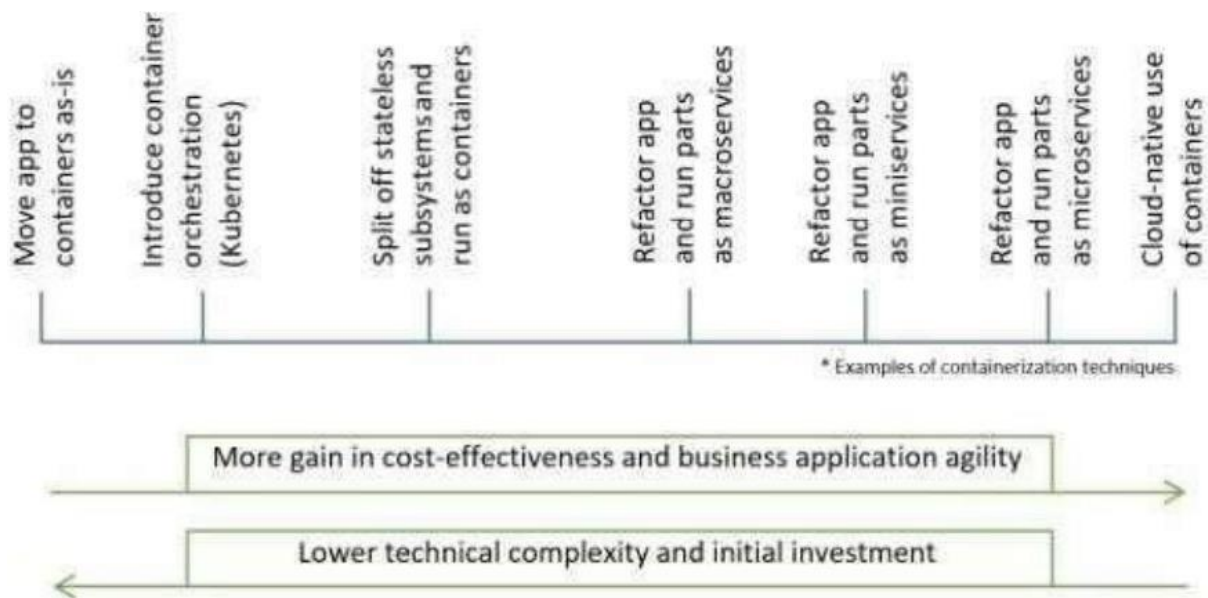 Move app to
containers as-is
Introduce container
orchestration
(Kubernetes)
Split off stateless
subsystems and
run as containers
Refactor app
and run parts
as macroservices
Refactor app
and run parts
as miniservices
Refactor app
and run parts
as microservices
Cloud-native use
of containers
* Examples of containerization techniques
More gain in cost-effectiveness and business application agility
Lower technical complexity and initial investment